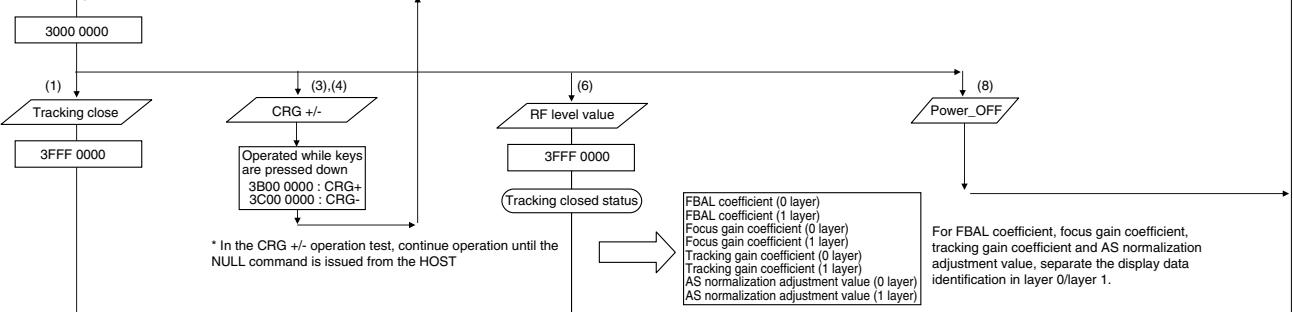 3000 0000
(1)
(3),(4)
(6)
(8)
Tracking close
CRG +/-
RF level value
Power_OFF
3FFF 0000
Operated while keys
are pressed down
3B00 0000 : CRG+
3C00 0000 : CRG-
3FFF 0000
Tracking closed status
* In the CRG +/- operation test, continue operation until the
NULL command is issued from the HOST
FBAL coefficient (0 layer)
FBAL coefficient (1 layer)
Focus gain coefficient (0 layer)
Focus gain coefficient (1 layer)
Tracking gain coefficient (0 layer)
Tracking gain coefficient (1 layer)
AS normalization adjustment value (0 layer)
AS normalization adjustment value (1 layer)
For FBAL coefficient, focus gain coefficient,
tracking gain coefficient and AS normalization
adjustment value, separate the display data
identification in layer 0/layer 1.